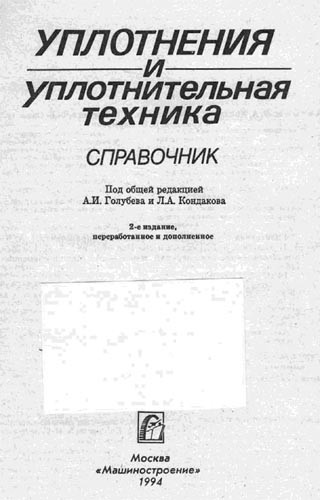 УПЛОТНЕНИЯ
И
УПЛОТНИТЕЛЬНАЯ
ТЕХНИКА
СПРАВОЧНИК
Под общей редакцией
А.И. Голубева и Л.А. Кондакова
2-е издание,
переработанное и дополненное
Москва
«Машиностроение»
1994